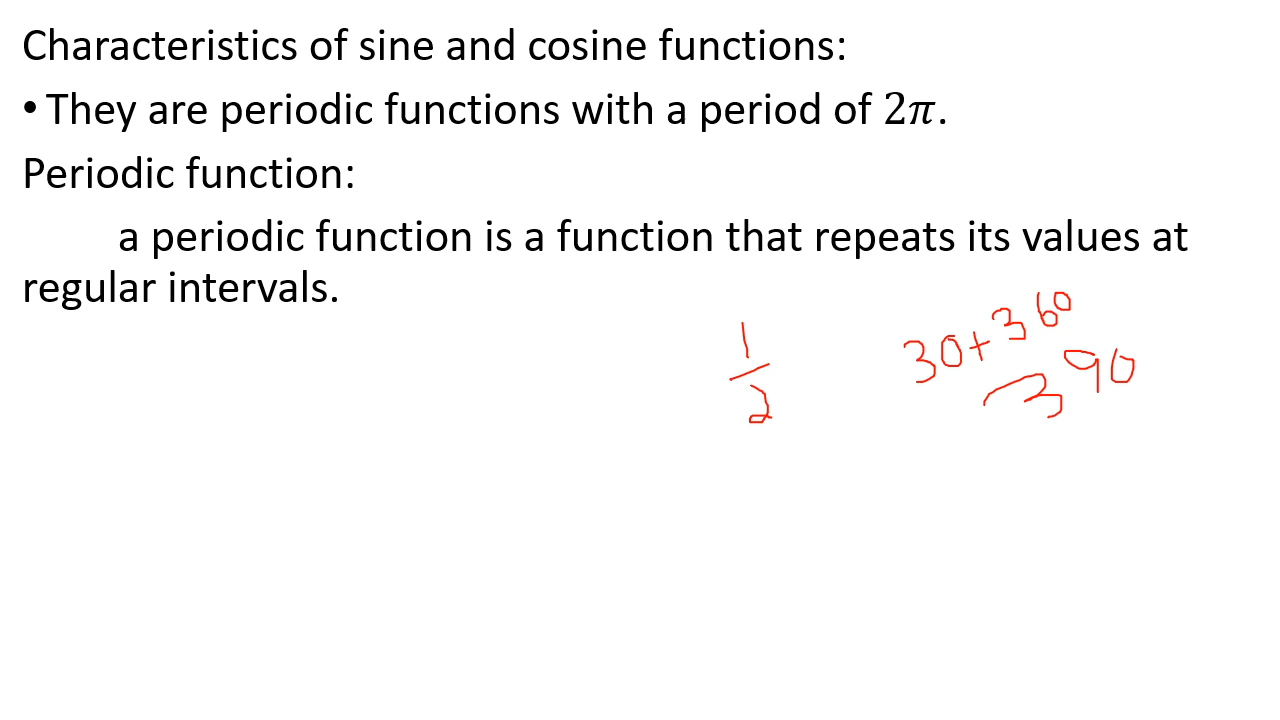 Characteristics of sine and cosine functions:
• They are periodic functions with a period of 2π.
Periodic function:
a periodic function is a function that repeats its values at
regular intervals.
1/2
30+360
390